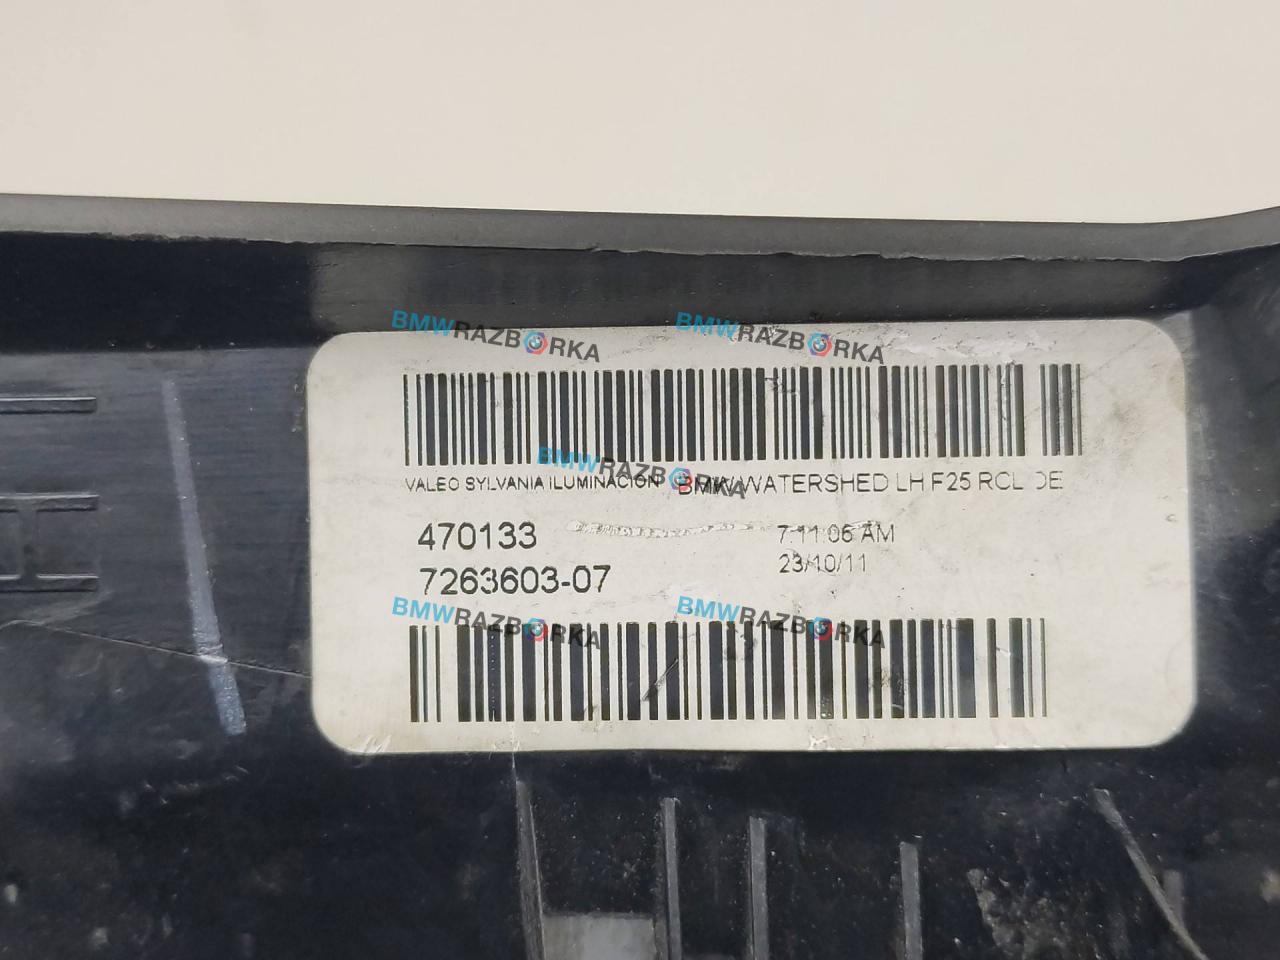 BMWRAZBORKA BMWRAZBORKA
BMWRAZBORKA
VALEO SYLVANIA ILUMINACION BMW WATERSHED LH F25 RCL DE
470133 7:11:06 AM
7263603-07 23/10/11
BMWRAZBORKA BMWRAZBORKA